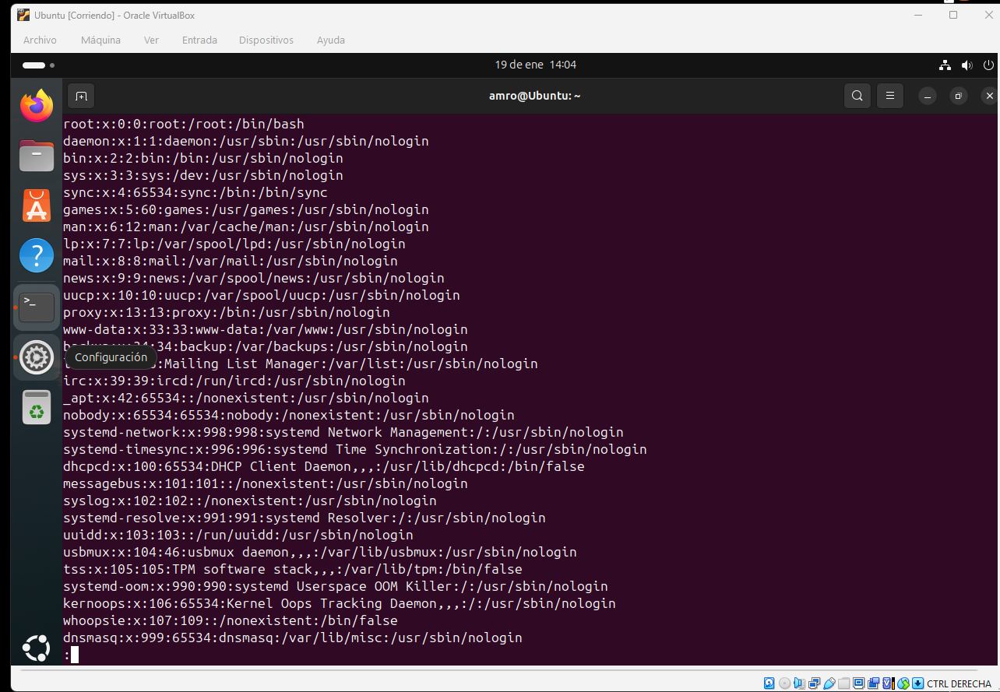 Ubuntu [Corriendo] - Oracle VirtualBox
Archivo Máquina Ver Entrada Dispositivos Ayuda
19 de ene 14:04
amro@Ubuntu: ~
root:x:0:0:root:/root:/bin/bash
daemon:x:1:1:daemon:/usr/sbin:/usr/sbin/nologin
bin:x:2:2:bin:/bin:/usr/sbin/nologin
sys:x:3:3:sys:/dev:/usr/sbin/nologin
sync:x:4:65534:sync:/bin:/bin/sync
games:x:5:60:games:/usr/games:/usr/sbin/nologin
man:x:6:12:man:/var/cache/man:/usr/sbin/nologin
lp:x:7:7:lp:/var/spool/lpd:/usr/sbin/nologin
mail:x:8:8:mail:/var/mail:/usr/sbin/nologin
news:x:9:9:news:/var/spool/news:/usr/sbin/nologin
uucp:x:10:10:uucp:/var/spool/uucp:/usr/sbin/nologin
proxy:x:13:13:proxy:/bin:/usr/sbin/nologin
www-data:x:33:33:www-data:/var/www:/usr/sbin/nologin
backup:x:34:34:backup:/var/backups:/usr/sbin/nologin
Configuración
:Mailing List Manager:/var/list:/usr/sbin/nologin
irc:x:39:39:ircd:/run/ircd:/usr/sbin/nologin
_apt:x:42:65534::/nonexistent:/usr/sbin/nologin
nobody:x:65534:65534:nobody:/nonexistent:/usr/sbin/nologin
systemd-network:x:998:998:systemd Network Management:/:/usr/sbin/nologin
systemd-timesync:x:996:996:systemd Time Synchronization:/:/usr/sbin/nologin
dhcpcd:x:100:65534:DHCP Client Daemon,,,:/usr/lib/dhcpcd:/bin/false
messagebus:x:101:101::/nonexistent:/usr/sbin/nologin
syslog:x:102:102::/nonexistent:/usr/sbin/nologin
systemd-resolve:x:991:991:systemd Resolver:/:/usr/sbin/nologin
uuidd:x:103:103::/run/uuidd:/usr/sbin/nologin
usbmux:x:104:46:usbmux daemon,,,:/var/lib/usbmux:/usr/sbin/nologin
tss:x:105:105:TPM software stack,,,:/var/lib/tpm:/bin/false
systemd-oom:x:990:990:systemd Userspace OOM Killer:/:/usr/sbin/nologin
kernoops:x:106:65534:Kernel Oops Tracking Daemon,,,:/:/usr/sbin/nologin
whoopsie:x:107:109::/nonexistent:/bin/false
dnsmasq:x:999:65534:dnsmasq:/var/lib/misc:/usr/sbin/nologin
:
CTRL DERECHA